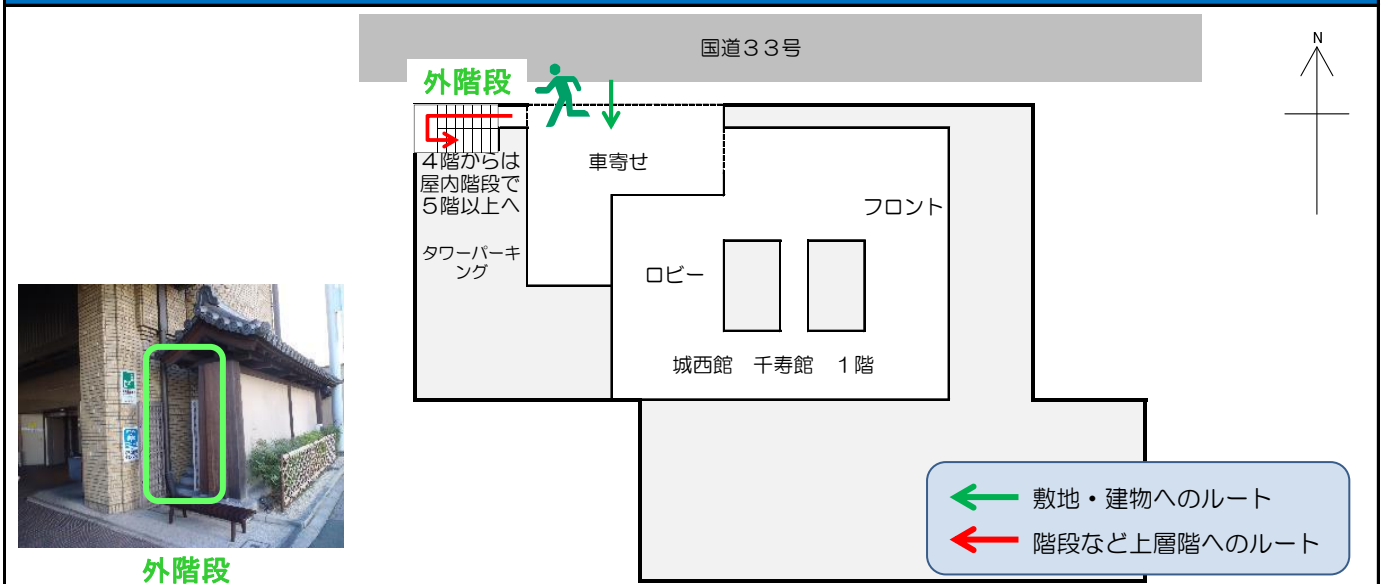 国道３３号
N
外階段
車寄せ
４階からは
屋内階段で
５階以上へ
フロント
タワーパーキ
ング
ロビー
城西館　千寿館　１階
敷地・建物へのルート
階段など上層階へのルート
外階段